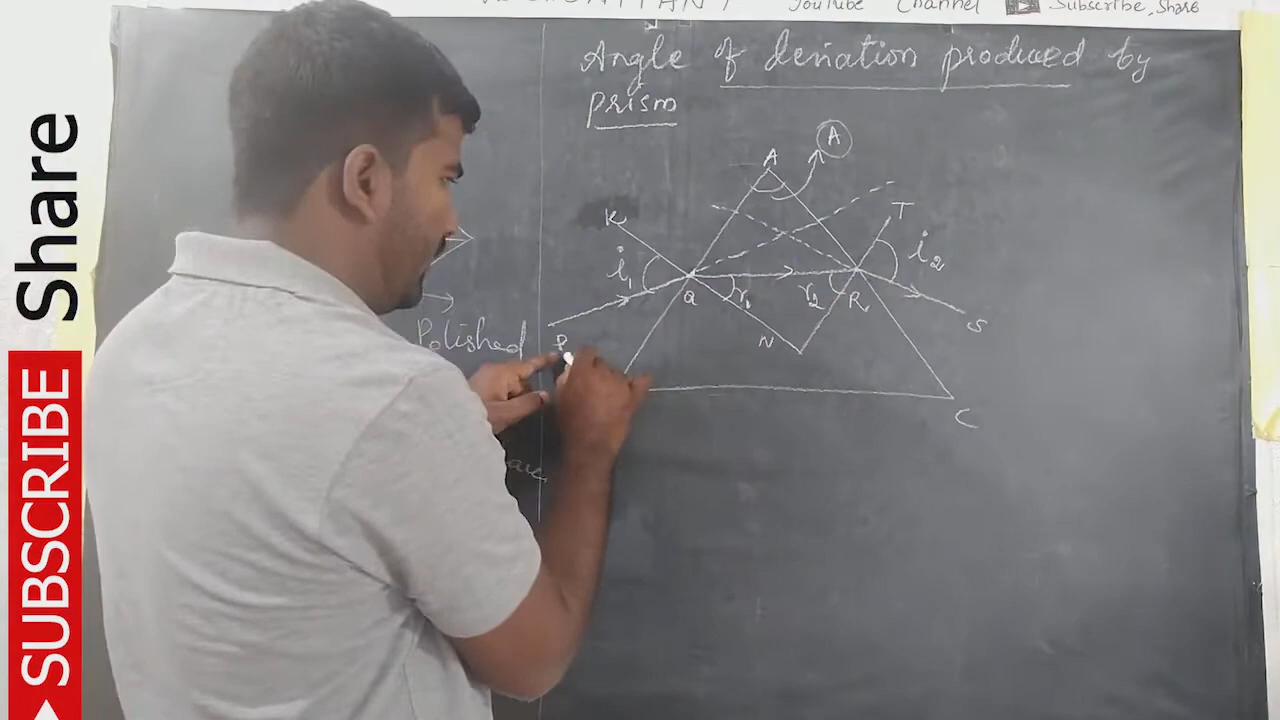 YouTube Channel Subscribe, Share
Angle of deviation produced by
prism
A
A
K
T
i1
i2
Q
r1
r2
R
S
P
N
C
Polished
Share
SUBSCRIBE